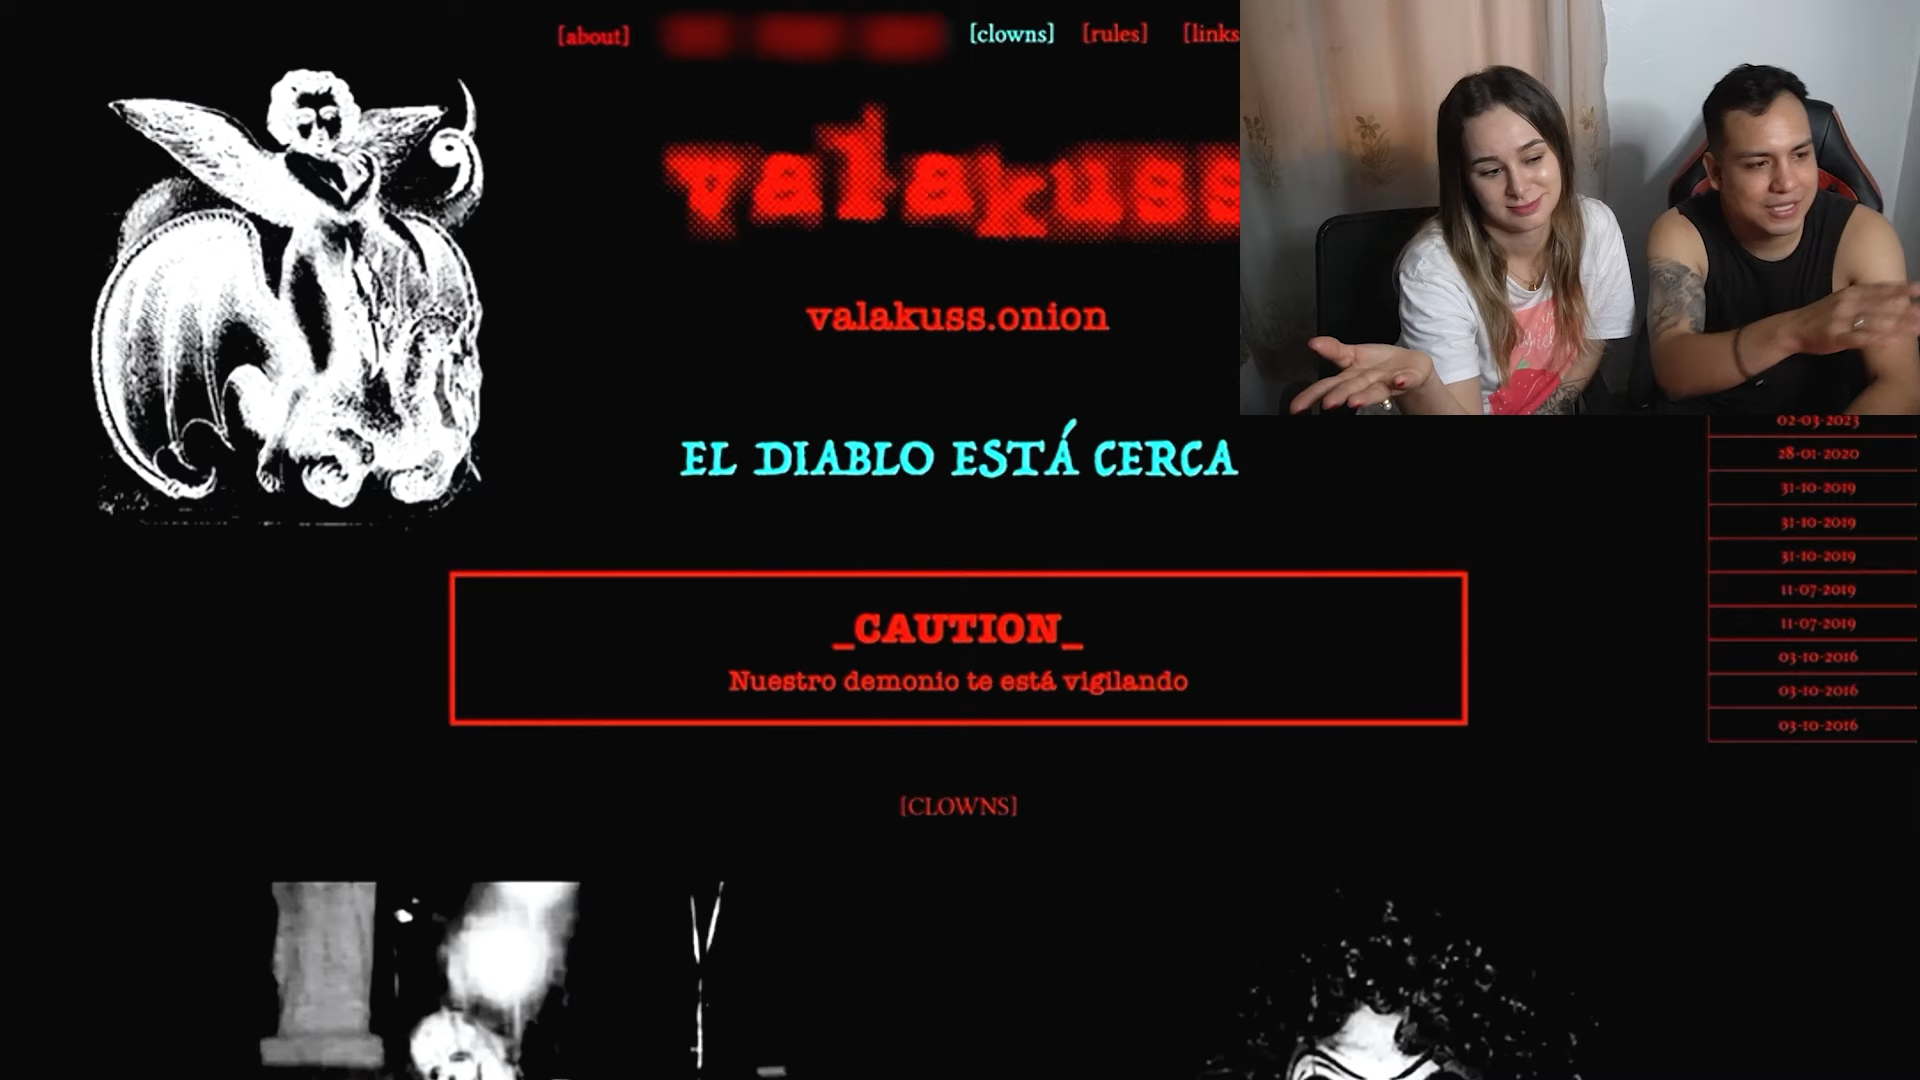 [about]
[clowns]
[rules]
[links
valakuss
valakuss.onion
EL DIABLO ESTÁ CERCA
_CAUTION_
Nuestro demonio te está vigilando
[CLOWNS]
02-03-2023
28-01-2020
31-10-2019
31-10-2019
31-10-2019
11-07-2019
11-07-2019
03-10-2016
03-10-2016
03-10-2016